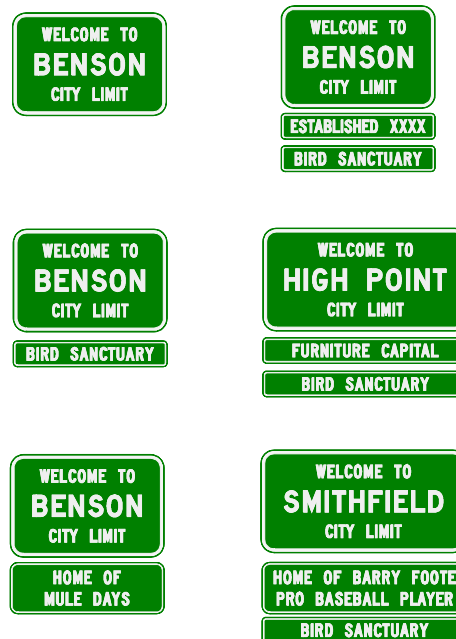 WELCOME TO
BENSON
CITY LIMIT
WELCOME TO
BENSON
CITY LIMIT
ESTABLISHED XXXX
BIRD SANCTUARY
WELCOME TO
BENSON
CITY LIMIT
BIRD SANCTUARY
WELCOME TO
HIGH POINT
CITY LIMIT
FURNITURE CAPITAL
BIRD SANCTUARY
WELCOME TO
BENSON
CITY LIMIT
HOME OF
MULE DAYS
WELCOME TO
SMITHFIELD
CITY LIMIT
HOME OF BARRY FOOTE
PRO BASEBALL PLAYER
BIRD SANCTUARY